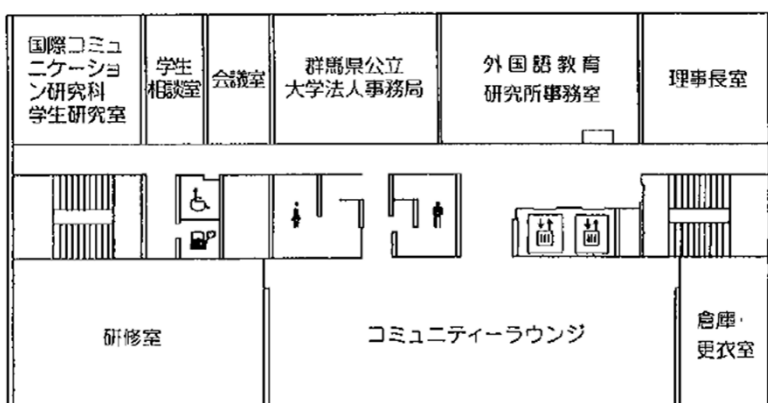 国際コミュ
ニケーショ
ン研究科
学生研究室
学生
相談室
会議室
群馬県公立
大学法人事務局
外国語教育
研究所事務室
理事長室
研修室
コミュニティーラウンジ
倉庫・
更衣室